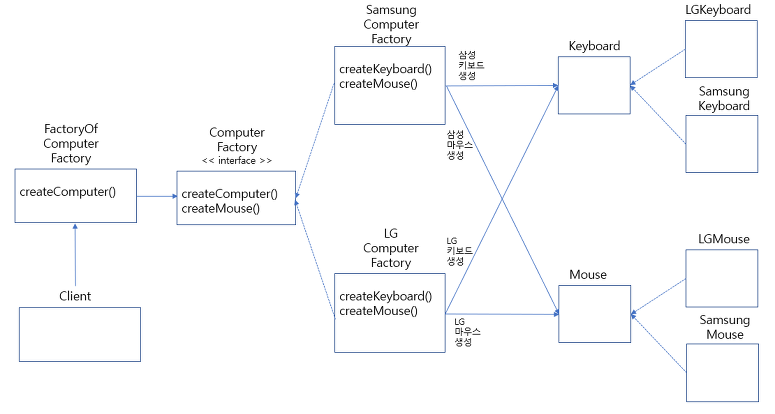 FactoryOf
Computer
Factory
createComputer()
Client
Computer
Factory
<< interface >>
createComputer()
createMouse()
Samsung
Computer
Factory
createKeyboard()
createMouse()
LG
Computer
Factory
createKeyboard()
createMouse()
삼성
키보드
생성
삼성
마우스
생성
LG
키보드
생성
LG
마우스
생성
Keyboard
Mouse
LGKeyboard
Samsung
Keyboard
LGMouse
Samsung
Mouse